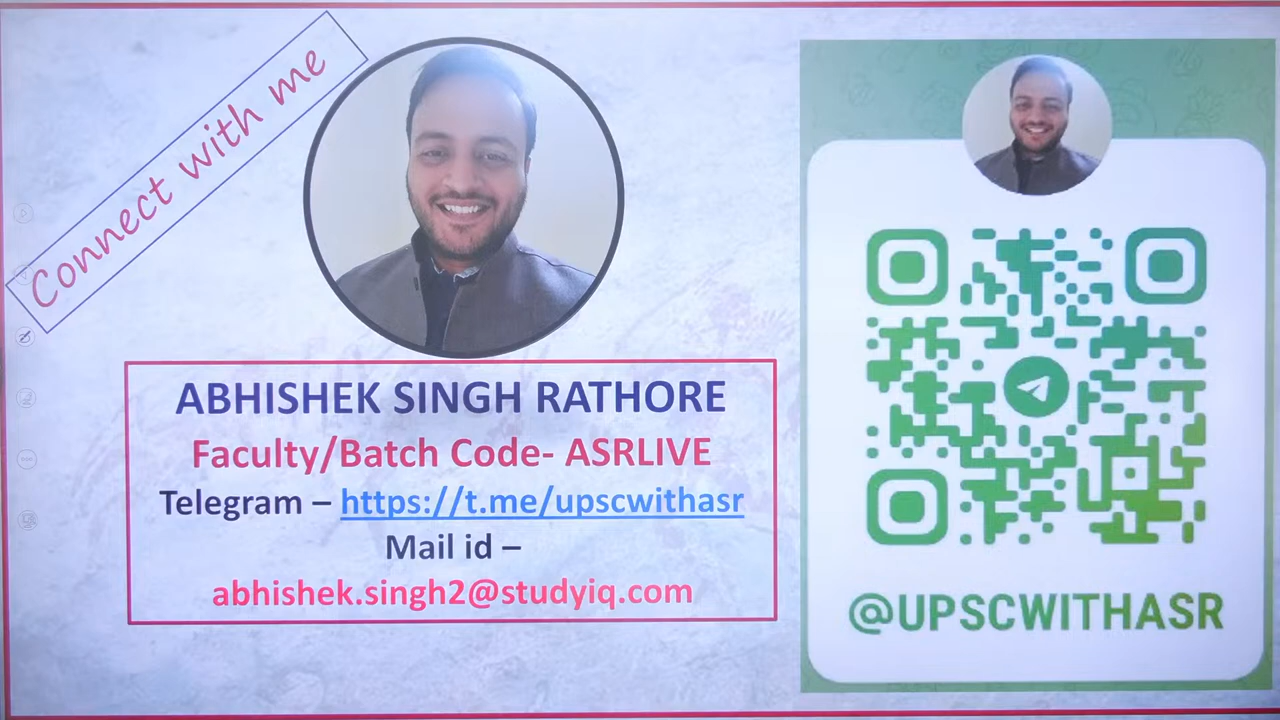 Connect with me
ABHISHEK SINGH RATHORE
Faculty/Batch Code- ASRLIVE
Telegram – https://t.me/upscwithasr
Mail id –
abhishek.singh2@studyiq.com
@UPSCWITHASR